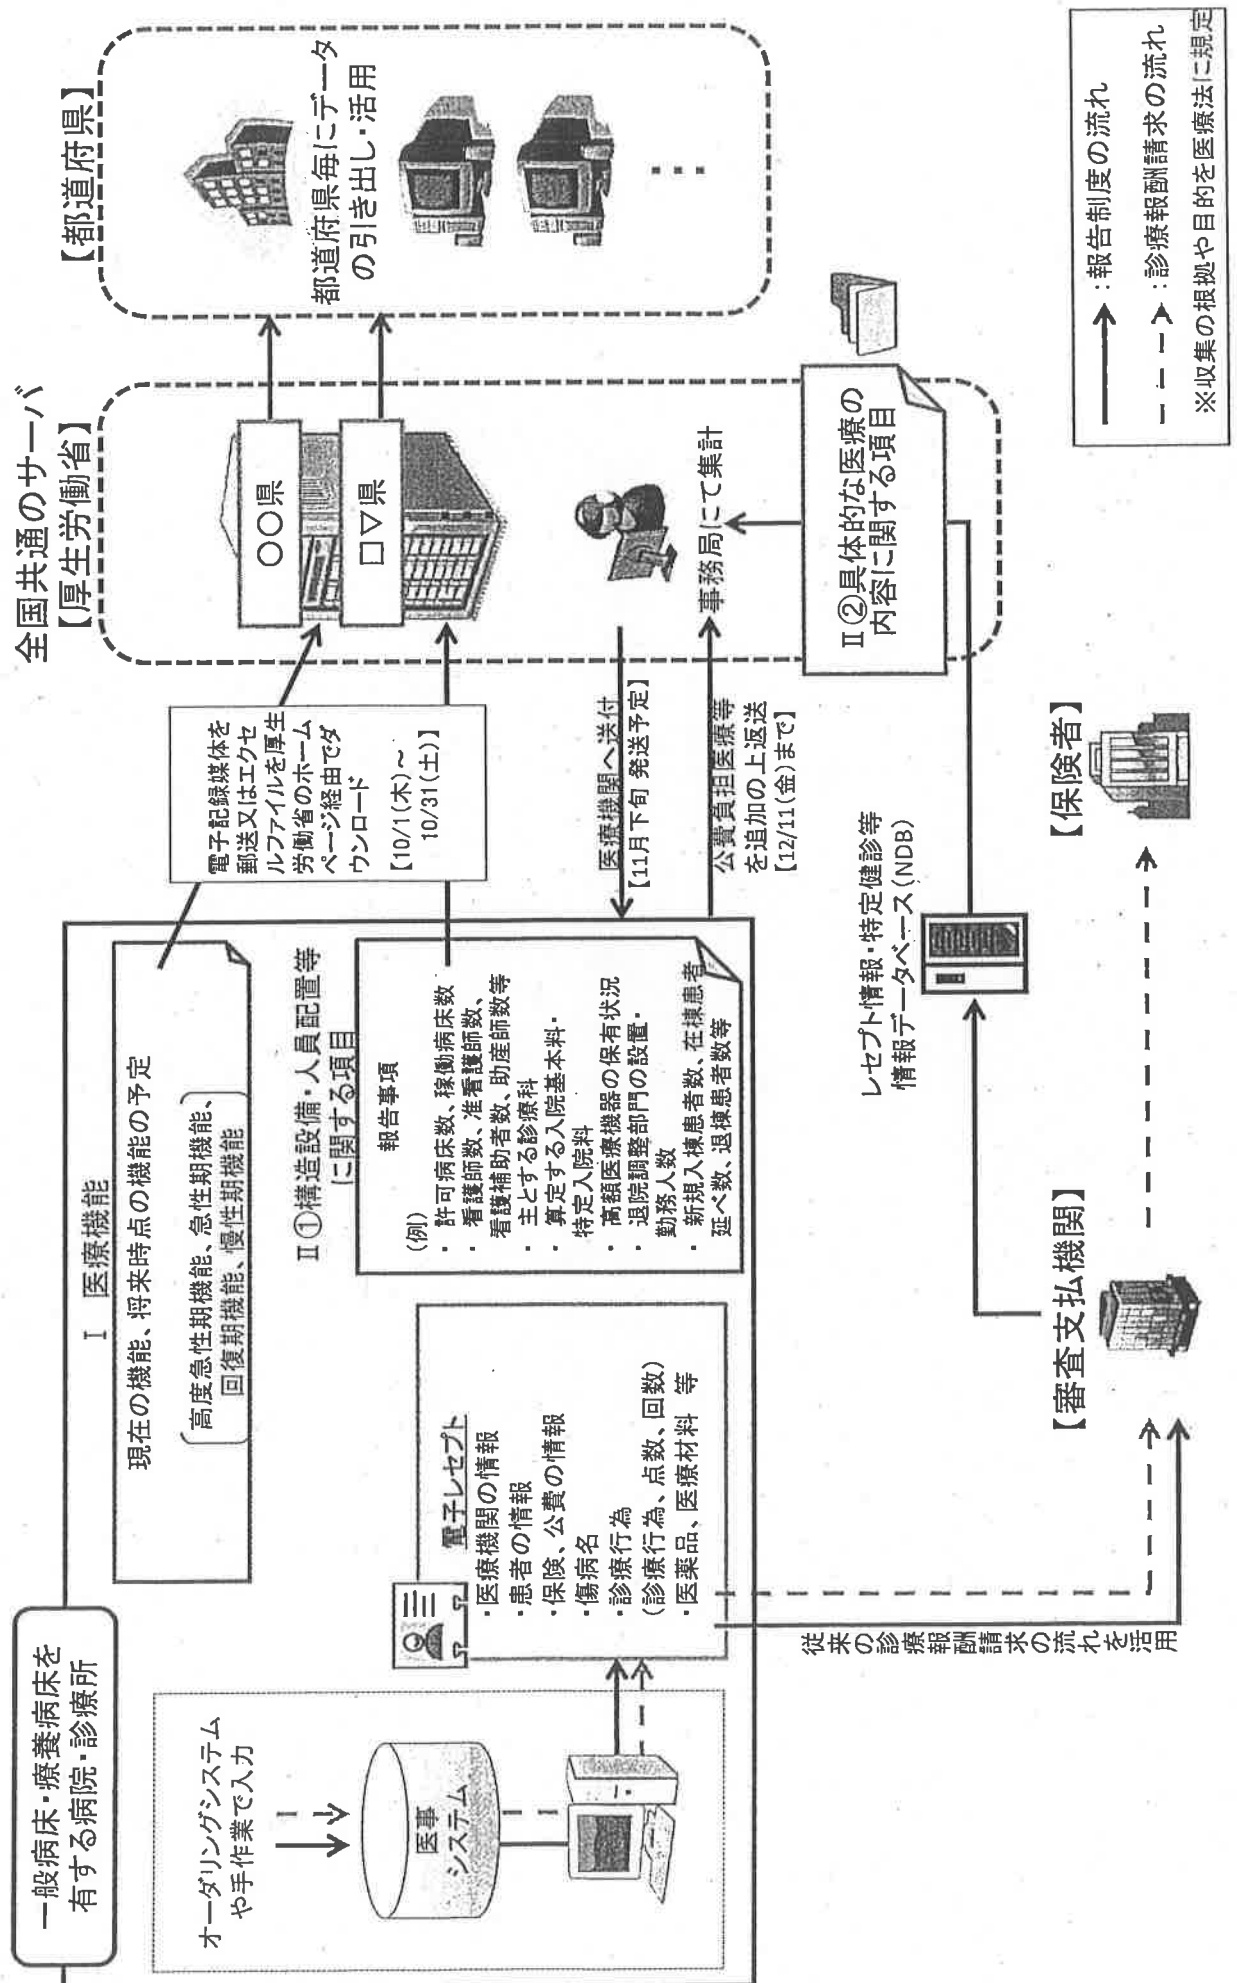 一般病床・療養病床を
有する病院・診療所
オーダリングシステム
や手作業で入力
医事
システム
電子レセプト
・医療機関の情報
・患者の情報
・保険、公費の情報
・傷病名
・診療行為
(診療行為、点数、回数)
・医薬品、医療材料 等
従来の診療報酬請求の流れを活用
Ⅰ 医療機能
現在の機能、将来時点の機能の予定
高度急性期機能、急性期機能、
回復期機能、慢性期機能
Ⅱ①構造設備・人員配置等
に関する項目
報告事項
(例)
・ 許可病床数、稼働病床数
・ 看護師数、准看護師数、
看護補助者数、助産師数等
・ 主とする診療科
・ 算定する入院基本料・
特定入院料
・ 高額医療機器の保有状況
・ 退院調整部門の設置・
勤務人数
・ 新規入棟患者数、在棟患者
延べ数、退棟患者数等
電子記録媒体を
郵送又はエクセ
ルファイルを厚生
労働省のホーム
ページ経由でダ
ウンロード
【10/1(木)~
10/31(土)】
医療機関へ送付
【11月下旬 発送予定】
公費負担医療等
を追加の上返送
【12/11(金)まで】
全国共通のサーバ
【厚生労働省】
○○県
□▽県
事務局にて集計
Ⅱ②具体的な医療の
内容に関する項目
【都道府県】
都道府県毎にデータ
の引き出し・活用
レセプト情報・特定健診等
情報データベース(NDB)
【審査支払機関】
【保険者】
:報告制度の流れ
:診療報酬請求の流れ
※収集の根拠や目的を医療法に規定